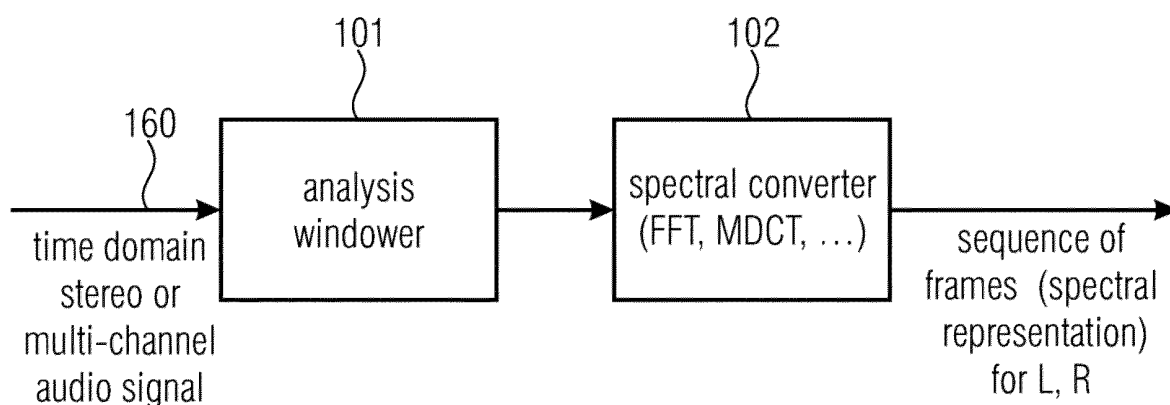 101
102
160
analysis
windower
spectral converter
(FFT, MDCT, ...)
time domain
stereo or
multi-channel
audio signal
sequence of
frames (spectral
representation)
for L, R